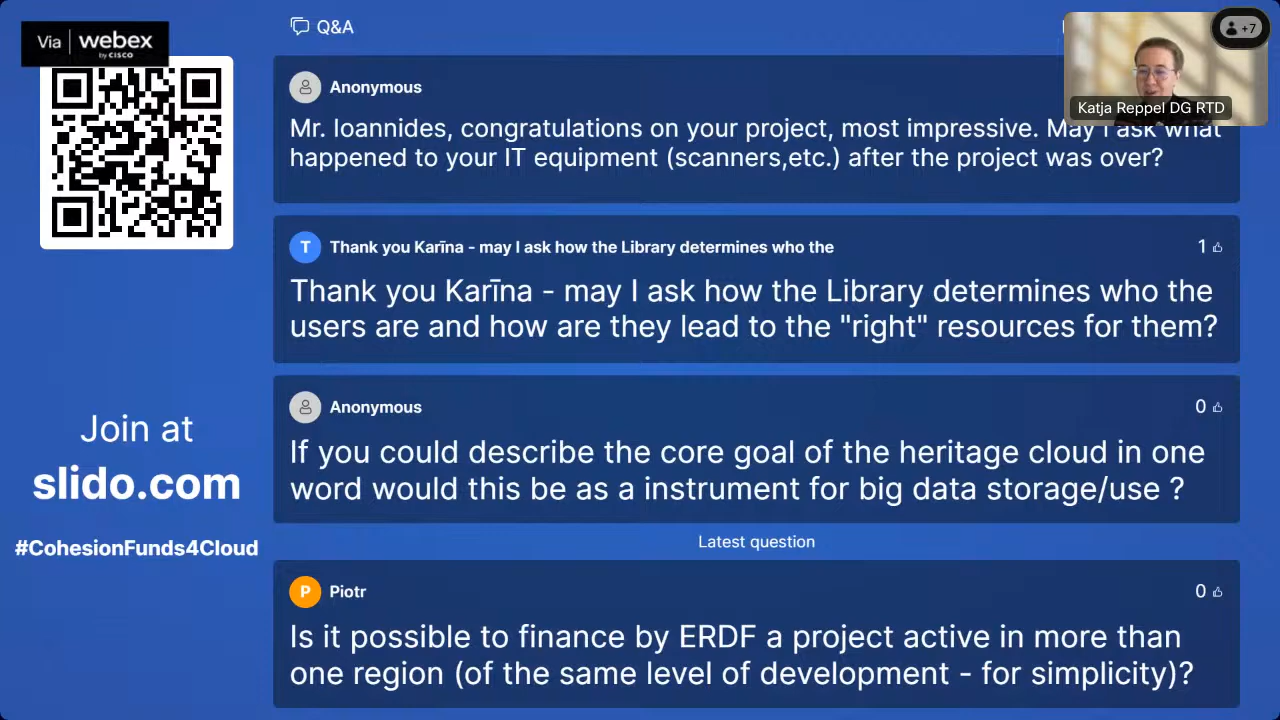 Via webex
by CISCO
Q&A
+7
Katja Reppel DG RTD
Anonymous
Mr. Ioannides, congratulations on your project, most impressive. May I ask what
happened to your IT equipment (scanners,etc.) after the project was over?
T
Thank you Karīna - may I ask how the Library determines who the
1
Thank you Karīna - may I ask how the Library determines who the
users are and how are they lead to the "right" resources for them?
Anonymous
0
If you could describe the core goal of the heritage cloud in one
word would this be as a instrument for big data storage/use ?
Join at
slido.com
#CohesionFunds4Cloud
Latest question
P
Piotr
0
Is it possible to finance by ERDF a project active in more than
one region (of the same level of development - for simplicity)?